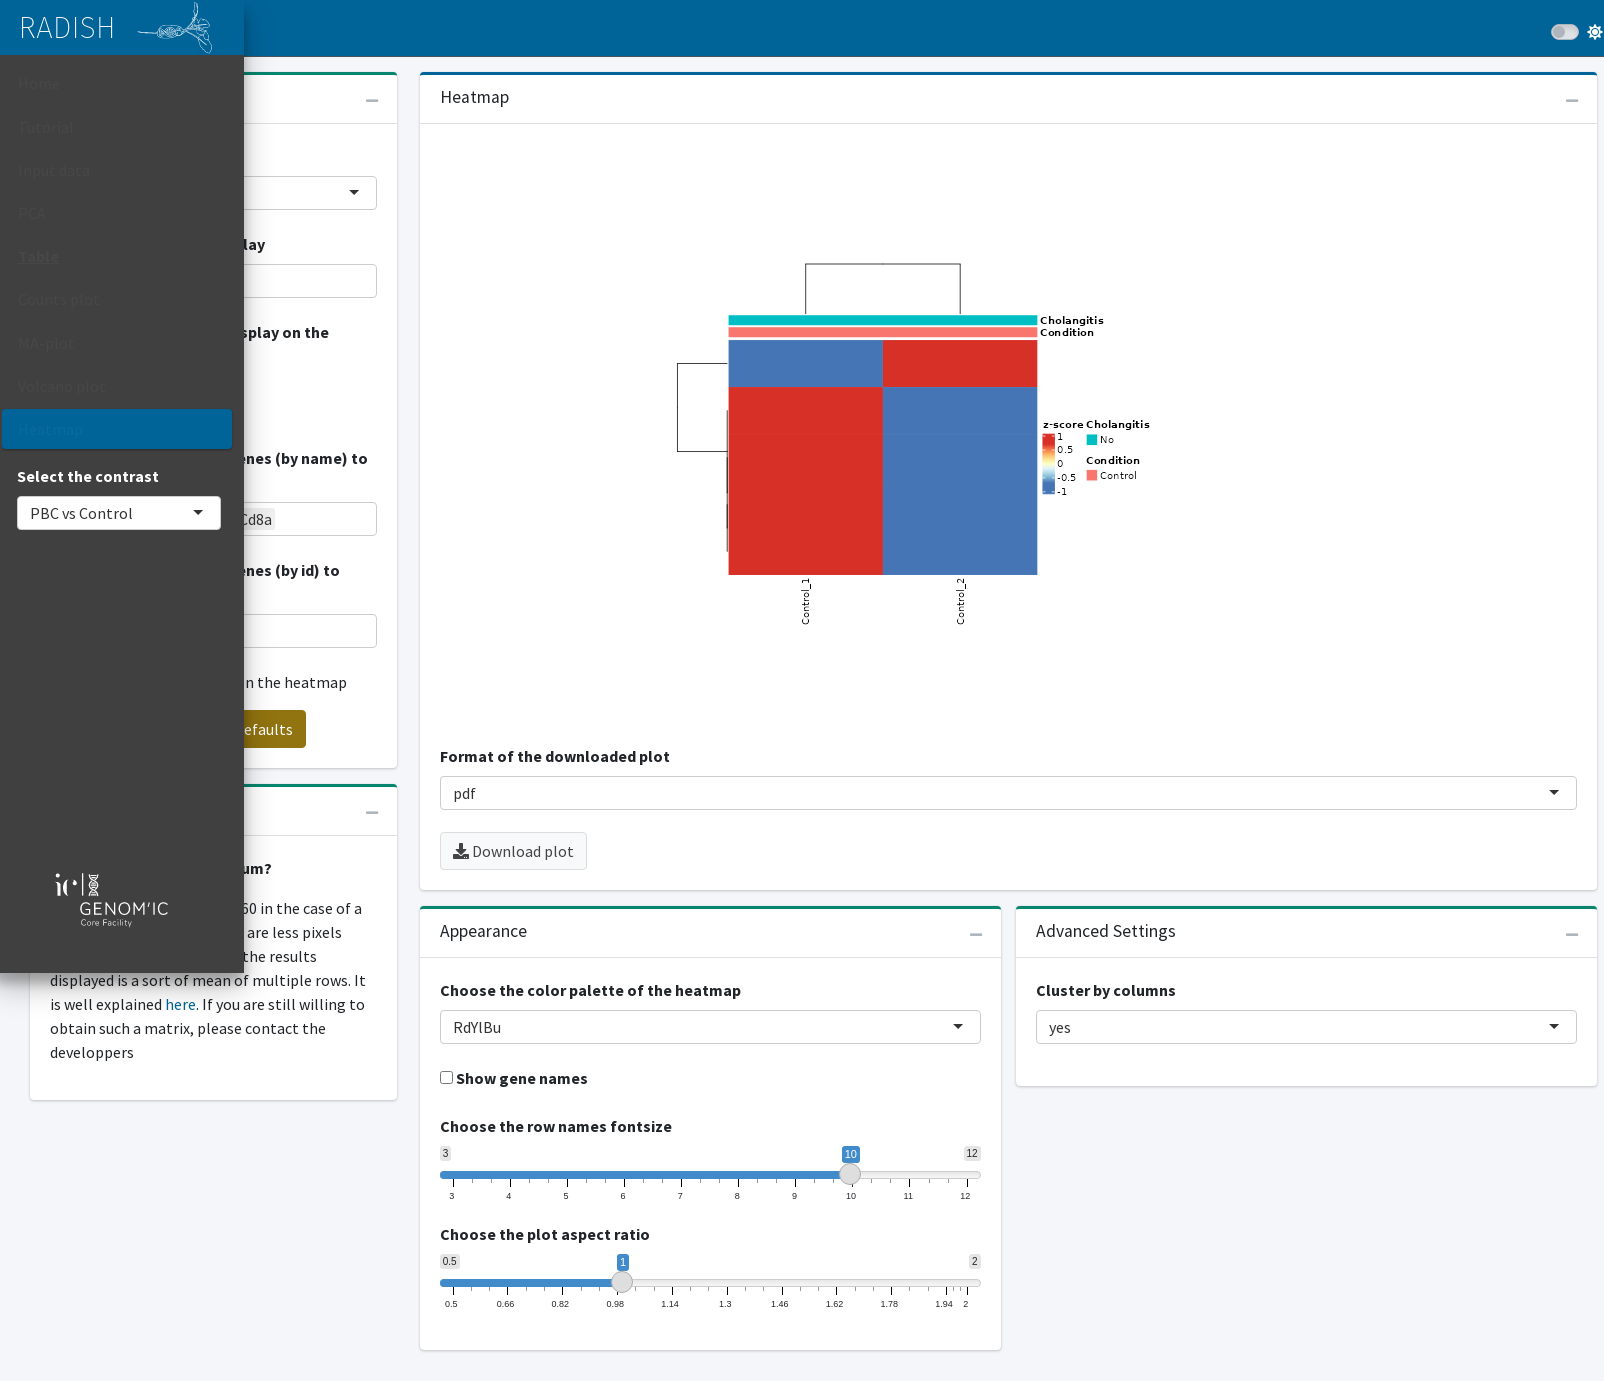 RADISH
Home
Tutorial
Input data
PCA
Table
Counts plot
MA-plot
Volcano plot
Heatmap
Select the contrast
PBC vs Control
ic
GENOM'IC
Core Facility
lay
splay on the
enes (by name) to
Cd8a
enes (by id) to
n the heatmap
efaults
um?
60 in the case of a
are less pixels
the results
displayed is a sort of mean of multiple rows. It
is well explained here. If you are still willing to
obtain such a matrix, please contact the
developpers
Heatmap
Cholangitis
Condition
z-score Cholangitis
1
No
0.5
0
Condition
-0.5
Control
-1
Control_1
Control_2
Format of the downloaded plot
pdf
Download plot
Appearance
Choose the color palette of the heatmap
RdYlBu
Show gene names
Choose the row names fontsize
3 10 12
3 4 5 6 7 8 9 10 11 12
Choose the plot aspect ratio
0.5 1 2
0.5 0.66 0.82 0.98 1.14 1.3 1.46 1.62 1.78 1.94 2
Advanced Settings
Cluster by columns
yes